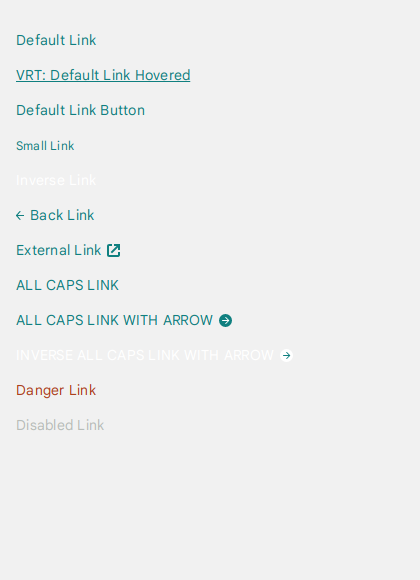 Default Link
VRT: Default Link Hovered
Default Link Button
Small Link
Inverse Link
Back Link
External Link
ALL CAPS LINK
ALL CAPS LINK WITH ARROW
INVERSE ALL CAPS LINK WITH ARROW
Danger Link
Disabled Link